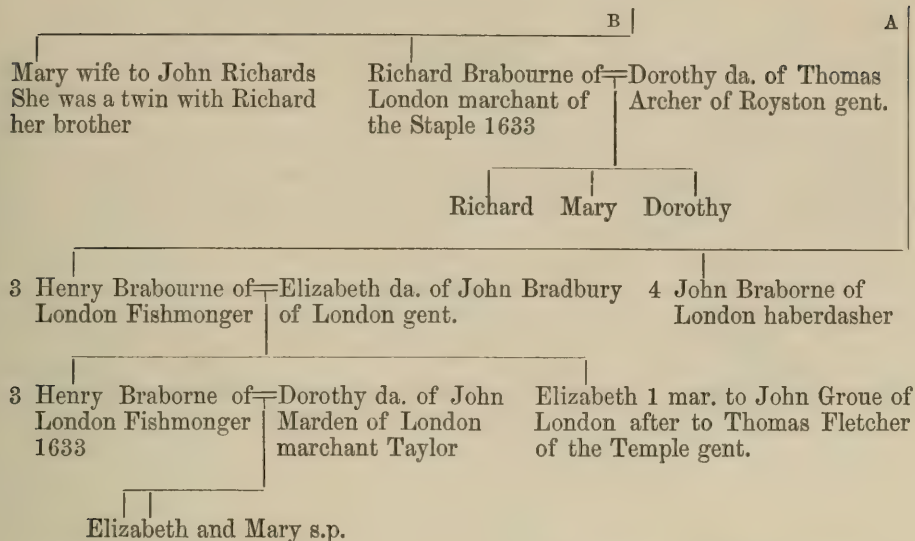 B A
Mary wife to John Richards
She was a twin with Richard
her brother
Richard Brabourne of
London marchant of
the Staple 1633
Dorothy da. of Thomas
Archer of Royston gent.
Richard Mary Dorothy
3 Henry Brabourne of
London Fishmonger
Elizabeth da. of John Bradbury
of London gent.
4 John Braborne of
London haberdasher
3 Henry Braborne of
London Fishmonger
1633
Dorothy da. of John
Marden of London
marchant Taylor
Elizabeth 1 mar. to John Groue of
London after to Thomas Fletcher
of the Temple gent.
Elizabeth and Mary s.p.